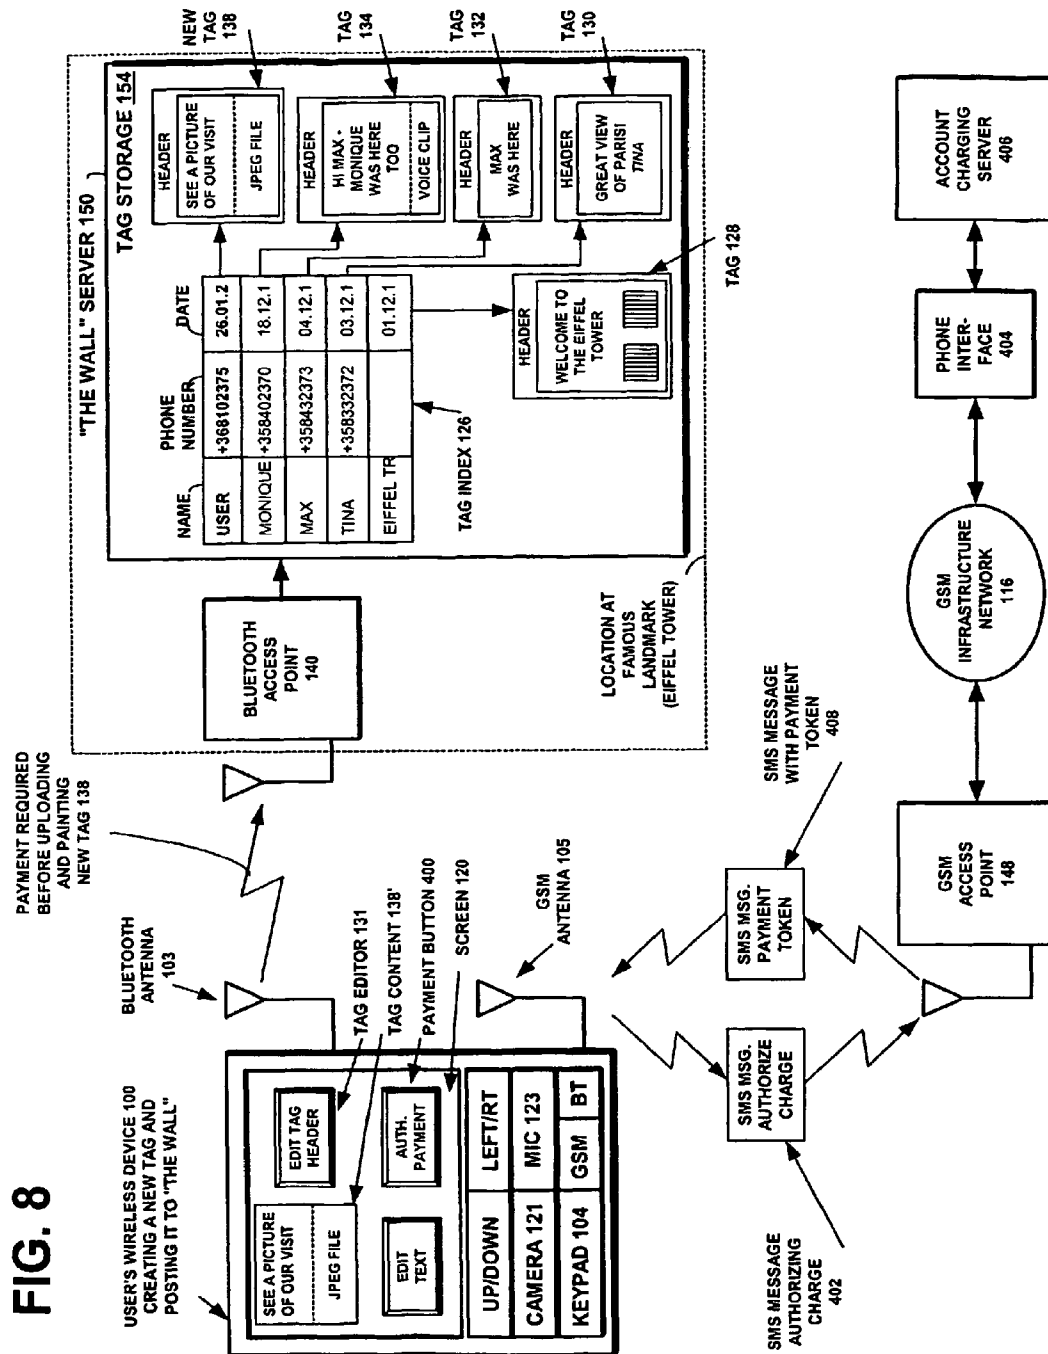 FIG. 8
USER'S WIRELESS DEVICE 100
CREATING A NEW TAG AND
POSTING IT TO "THE WALL"
SEE A PICTURE
OF OUR VISIT
JPEG FILE
EDIT TAG
HEADER
EDIT
TEXT
AUTH.
PAYMENT
UP/DOWN
LEFT/RT
CAMERA 121
MIC 123
KEYPAD 104
GSM
BT
BLUETOOTH
ANTENNA
103
TAG EDITOR 131
TAG CONTENT 138'
PAYMENT BUTTON 400
SCREEN 120
GSM
ANTENNA 105
PAYMENT REQUIRED
BEFORE UPLOADING
AND PAINTING
NEW TAG 138
"THE WALL" SERVER 150
BLUETOOTH
ACCESS
POINT
140
LOCATION AT
FAMOUS
LANDMARK
(EIFFEL TOWER)
TAG STORAGE 154
NAME
PHONE
NUMBER
DATE
USER
+368102375
26.01.2
MONIQUE
+358402370
18.12.1
MAX
+358432373
04.12.1
TINA
+358332372
03.12.1
EIFFEL TR
01.12.1
TAG INDEX 126
HEADER
SEE A PICTURE
OF OUR VISIT
JPEG FILE
NEW
TAG
138
HEADER
HI MAX -
MONIQUE
WAS HERE
TOO
VOICE CLIP
TAG
134
HEADER
MAX
WAS HERE
TAG
132
HEADER
GREAT VIEW
OF PARIS!
TINA
TAG
130
HEADER
WELCOME TO
THE EIFFEL
TOWER
TAG 128
SMS MESSAGE
AUTHORIZING
CHARGE
402
SMS MSG.
AUTHORIZE
CHARGE
SMS MSG.
PAYMENT
TOKEN
SMS MESSAGE
WITH PAYMENT
TOKEN
408
GSM
ACCESS
POINT
148
GSM
INFRASTRUCTURE
NETWORK
116
PHONE
INTER-
FACE
404
ACCOUNT
CHARGING
SERVER
406